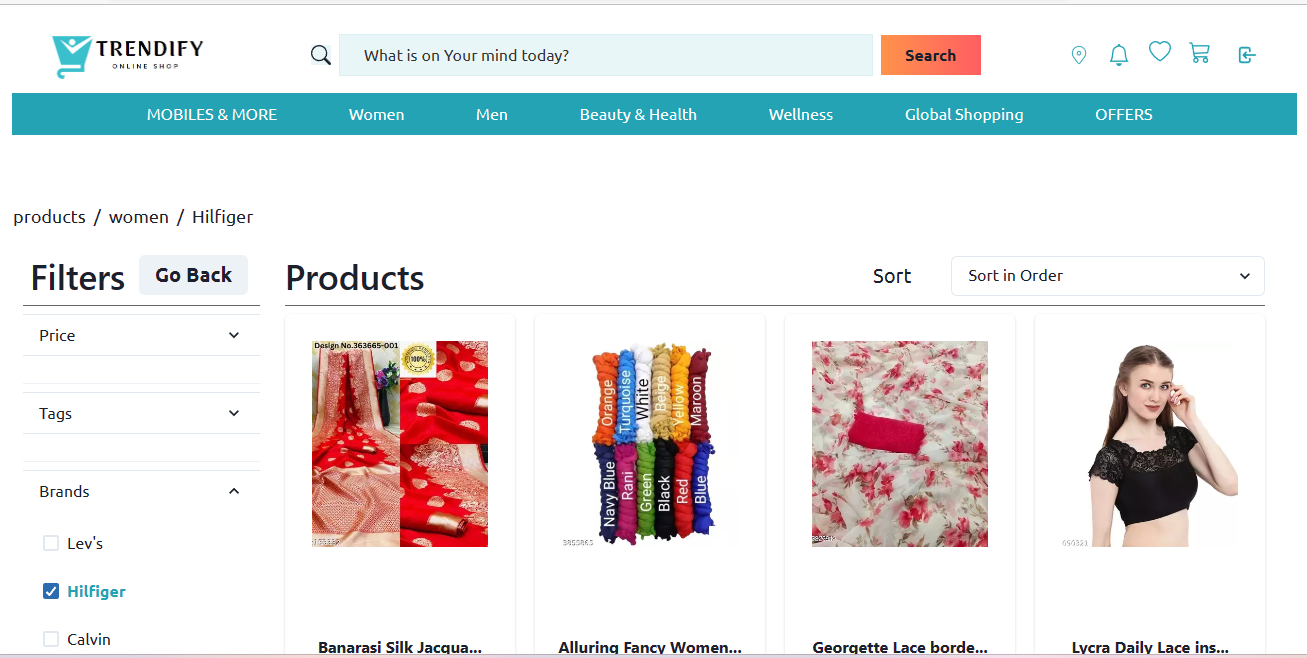 TRENDIFY
ONLINE SHOP
What is on Your mind today?
Search
MOBILES & MORE Women Men Beauty & Health Wellness Global Shopping OFFERS
products / women / Hilfiger
Filters Go Back
Products
Sort
Sort in Order
Price
Tags
Brands
Lev's
Hilfiger
Calvin
Design No.363665-001
100%
Orange
Turquoise
White
Beige
Yellow
Maroon
Navy Blue
Rani
Green
Black
Red
Blue
3855865
090321
Banarasi Silk Jacqua...
Alluring Fancy Women...
Georgette Lace borde...
Lycra Daily Lace ins...